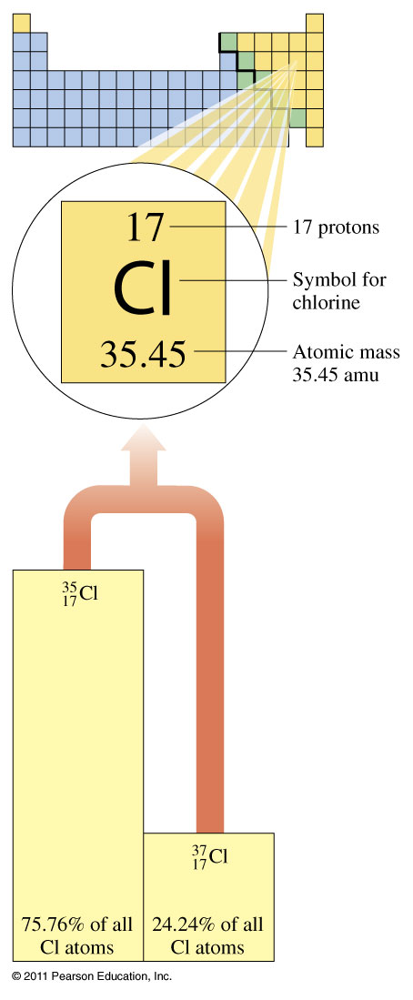 17
17 protons
Cl
Symbol for
chlorine
35.45
Atomic mass
35.45 amu
35
17Cl
37
17Cl
75.76% of all
Cl atoms
24.24% of all
Cl atoms
© 2011 Pearson Education, Inc.